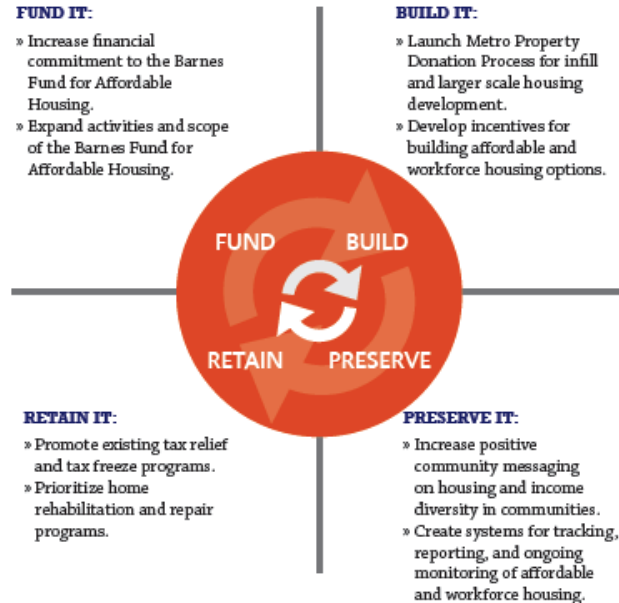 FUND IT:
» Increase financial
commitment to the Barnes
Fund for Affordable
Housing.
» Expand activities and scope
of the Barnes Fund for
Affordable Housing.
BUILD IT:
» Launch Metro Property
Donation Process for infill
and larger scale housing
development.
» Develop incentives for
building affordable and
workforce housing options.
FUND
BUILD
RETAIN
PRESERVE
RETAIN IT:
» Promote existing tax relief
and tax freeze programs.
» Prioritize home
rehabilitation and repair
programs.
PRESERVE IT:
» Increase positive
community messaging
on housing and income
diversity in communities.
» Create systems for tracking,
reporting, and ongoing
monitoring of affordable
and workforce housing.